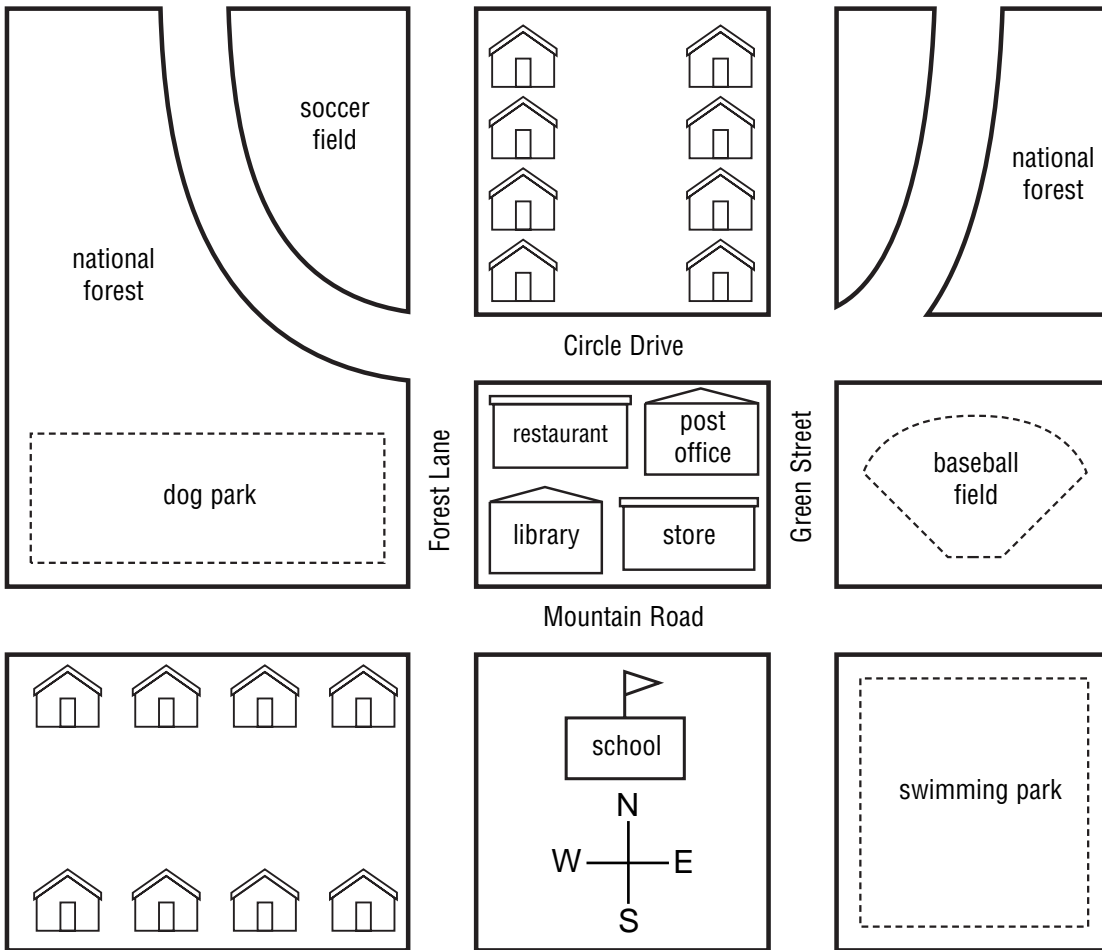 soccer
field
national
forest
national
forest
Circle Drive
restaurant
post
office
Forest Lane
Green Street
baseball
field
dog park
library
store
Mountain Road
school
N
W
E
S
swimming park